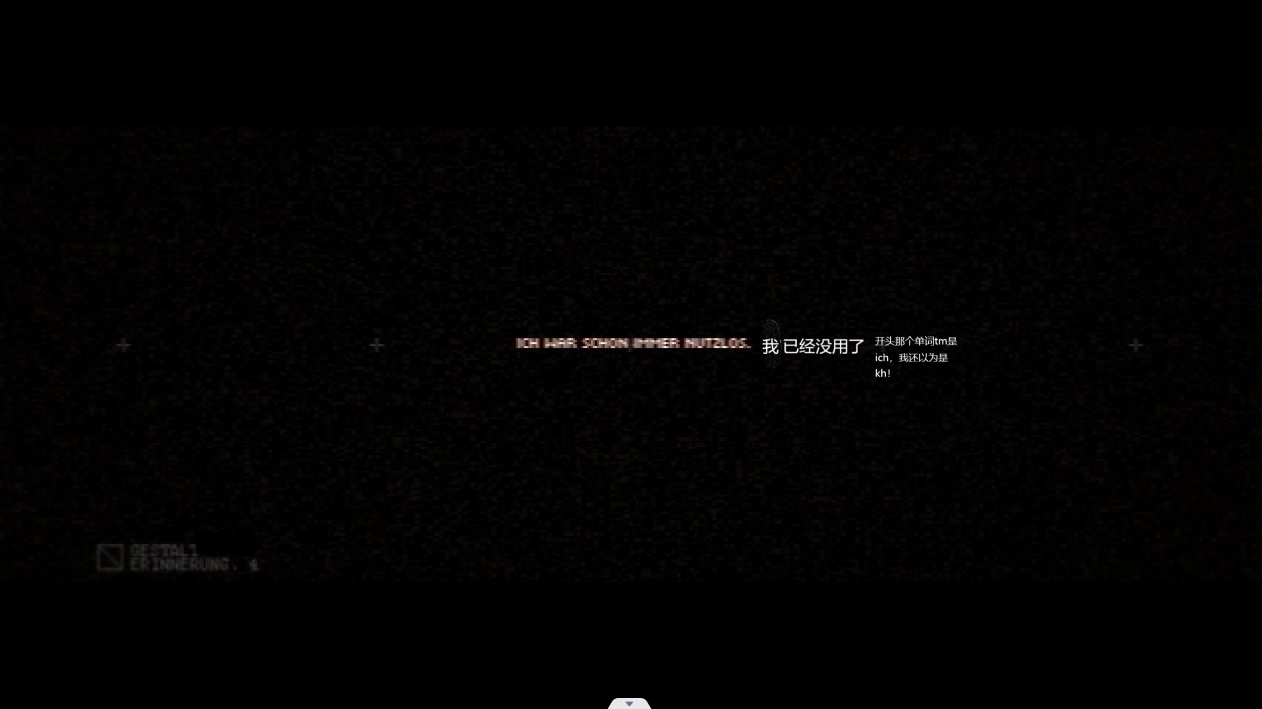 ICH WAR SCHON IMMER NUTZLOS.
我已经没用了
开头那个单词tm是
ich，我还以为是
kh！
GESTALT
ERINNERUNG. 4